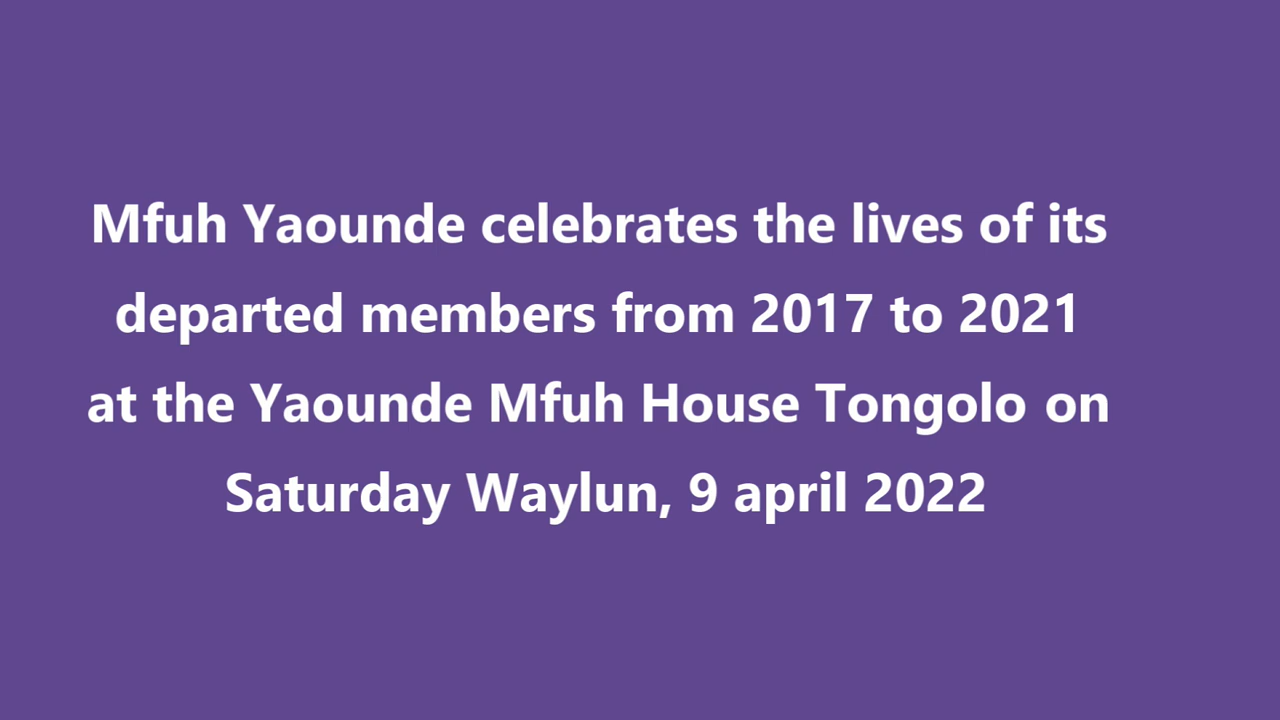 Mfuh Yaounde celebrates the lives of its
departed members from 2017 to 2021
at the Yaounde Mfuh House Tongolo on
Saturday Waylun, 9 april 2022